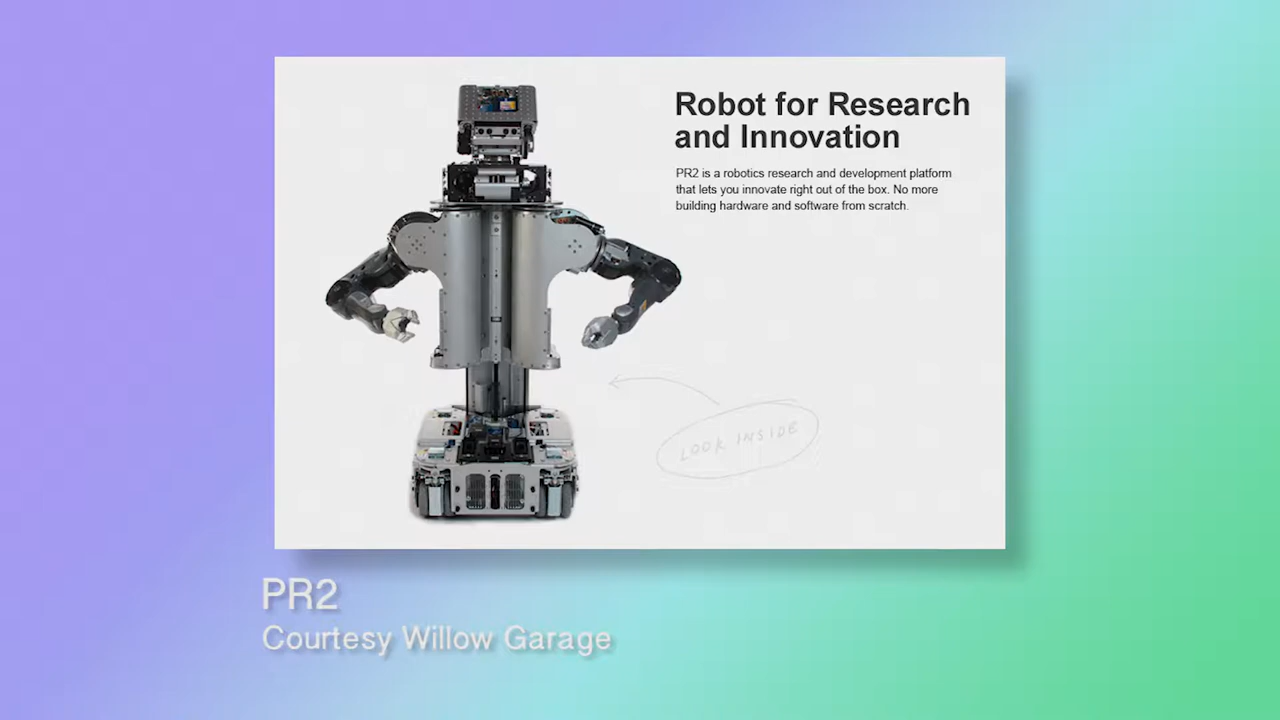 Robot for Research
and Innovation
PR2 is a robotics research and development platform
that lets you innovate right out of the box. No more
building hardware and software from scratch.
LOOK INSIDE
PR2
Courtesy Willow Garage